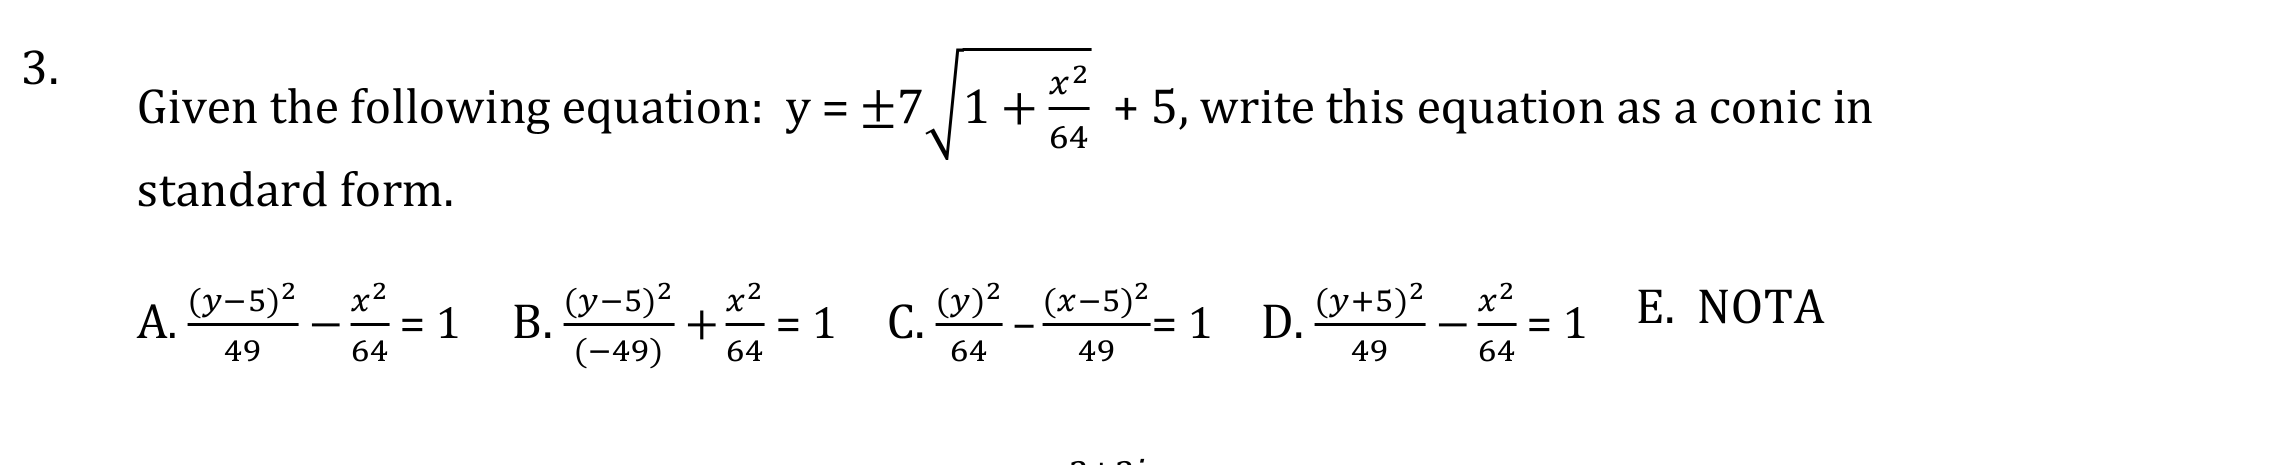 3.
Given the following equation: y = ±7√(1 + x²/64) + 5, write this equation as a conic in
standard form.
A. (y−5)²/49 − x²/64 = 1 B. (y−5)²/(−49) + x²/64 = 1 C. (y)²/64 − (x−5)²/49 = 1 D. (y+5)²/49 − x²/64 = 1 E. NOTA